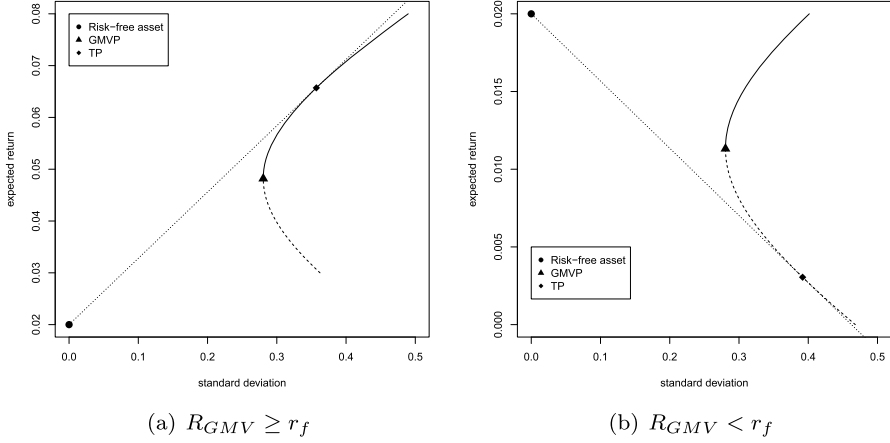 Risk−free asset
GMVP
TP
0.08
0.07
0.06
0.05
0.04
0.03
0.02
expected return
0.0 0.1 0.2 0.3 0.4 0.5
standard deviation
(a) R_GMV ≥ r_f
0.020
0.015
0.010
0.005
0.000
expected return
Risk−free asset
GMVP
TP
0.0 0.1 0.2 0.3 0.4 0.5
standard deviation
(b) R_GMV < r_f